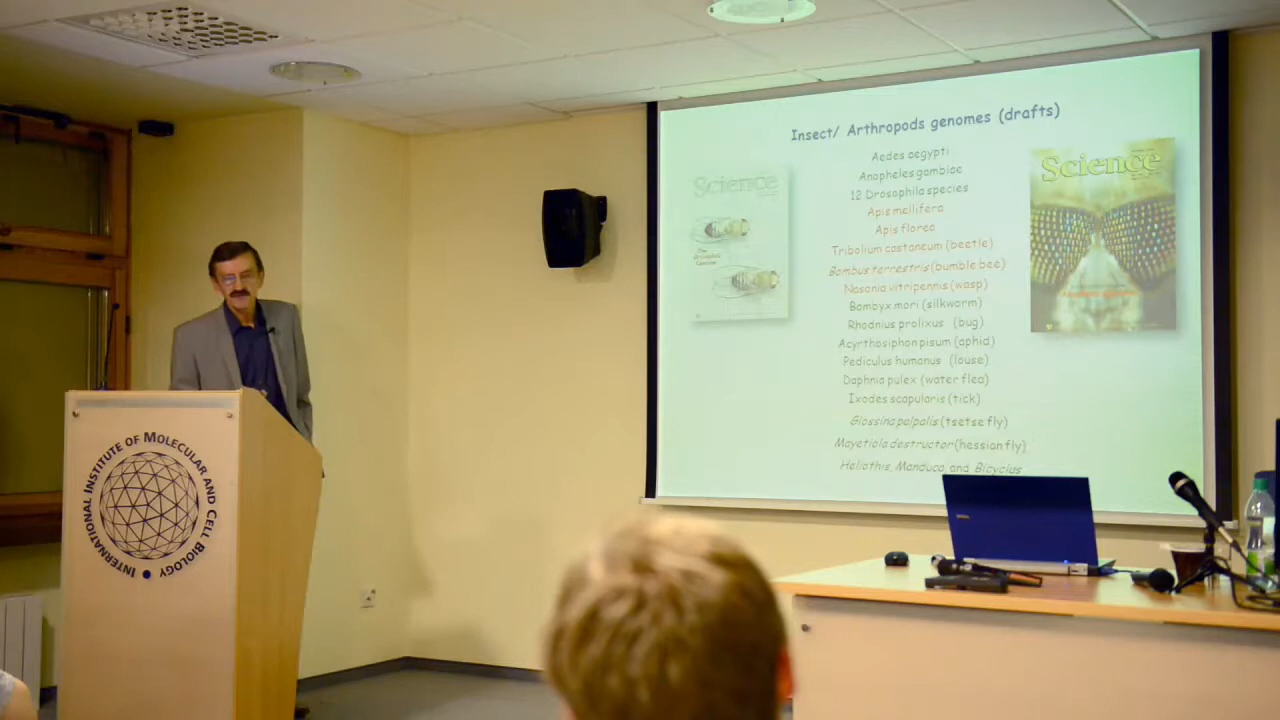 INTERNATIONAL INSTITUTE OF MOLECULAR AND CELL BIOLOGY
Insect/ Arthropods genomes (drafts)
Science
Science
Aedes aegypti
Anopheles gambiae
12 Drosophila species
Apis mellifera
Apis florea
Tribolium castaneum (beetle)
Bombus terrestris (bumble bee)
Nasonia vitripennis (wasp)
Bombyx mori (silkworm)
Rhodnius prolixus (bug)
Acyrthosiphon pisum (aphid)
Pediculus humanus (louse)
Daphnia pulex (water flea)
Ixodes scapularis (tick)
Glossina palpalis (tsetse fly)
Mayetiola destructor (hessian fly)
Heliothis, Manduca, and Bicyclus
The
Drosophila
Genome